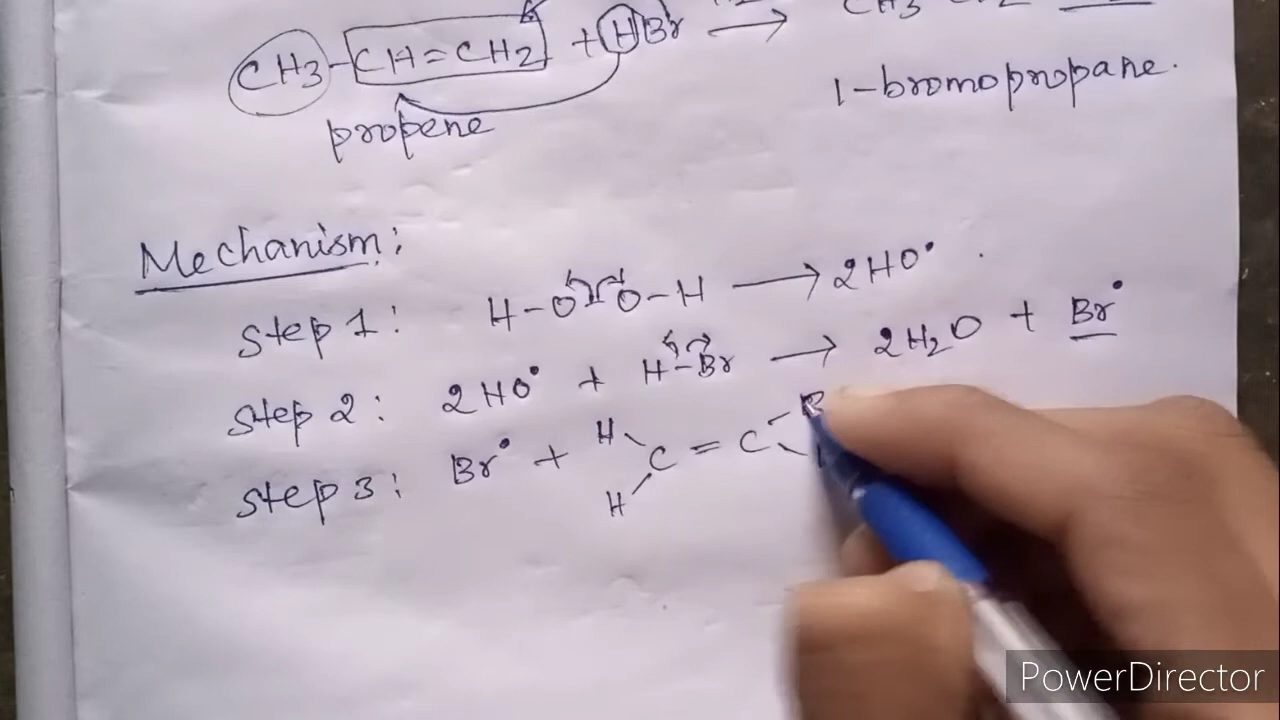 CH3-CH=CH2 + HBr →
1-bromopropane.
propene
Mechanism:
Step 1: H-O O-H → 2HO•
Step 2: 2HO• + H-Br → 2H2O + Br•
Step 3: Br• + H H C = C
PowerDirector